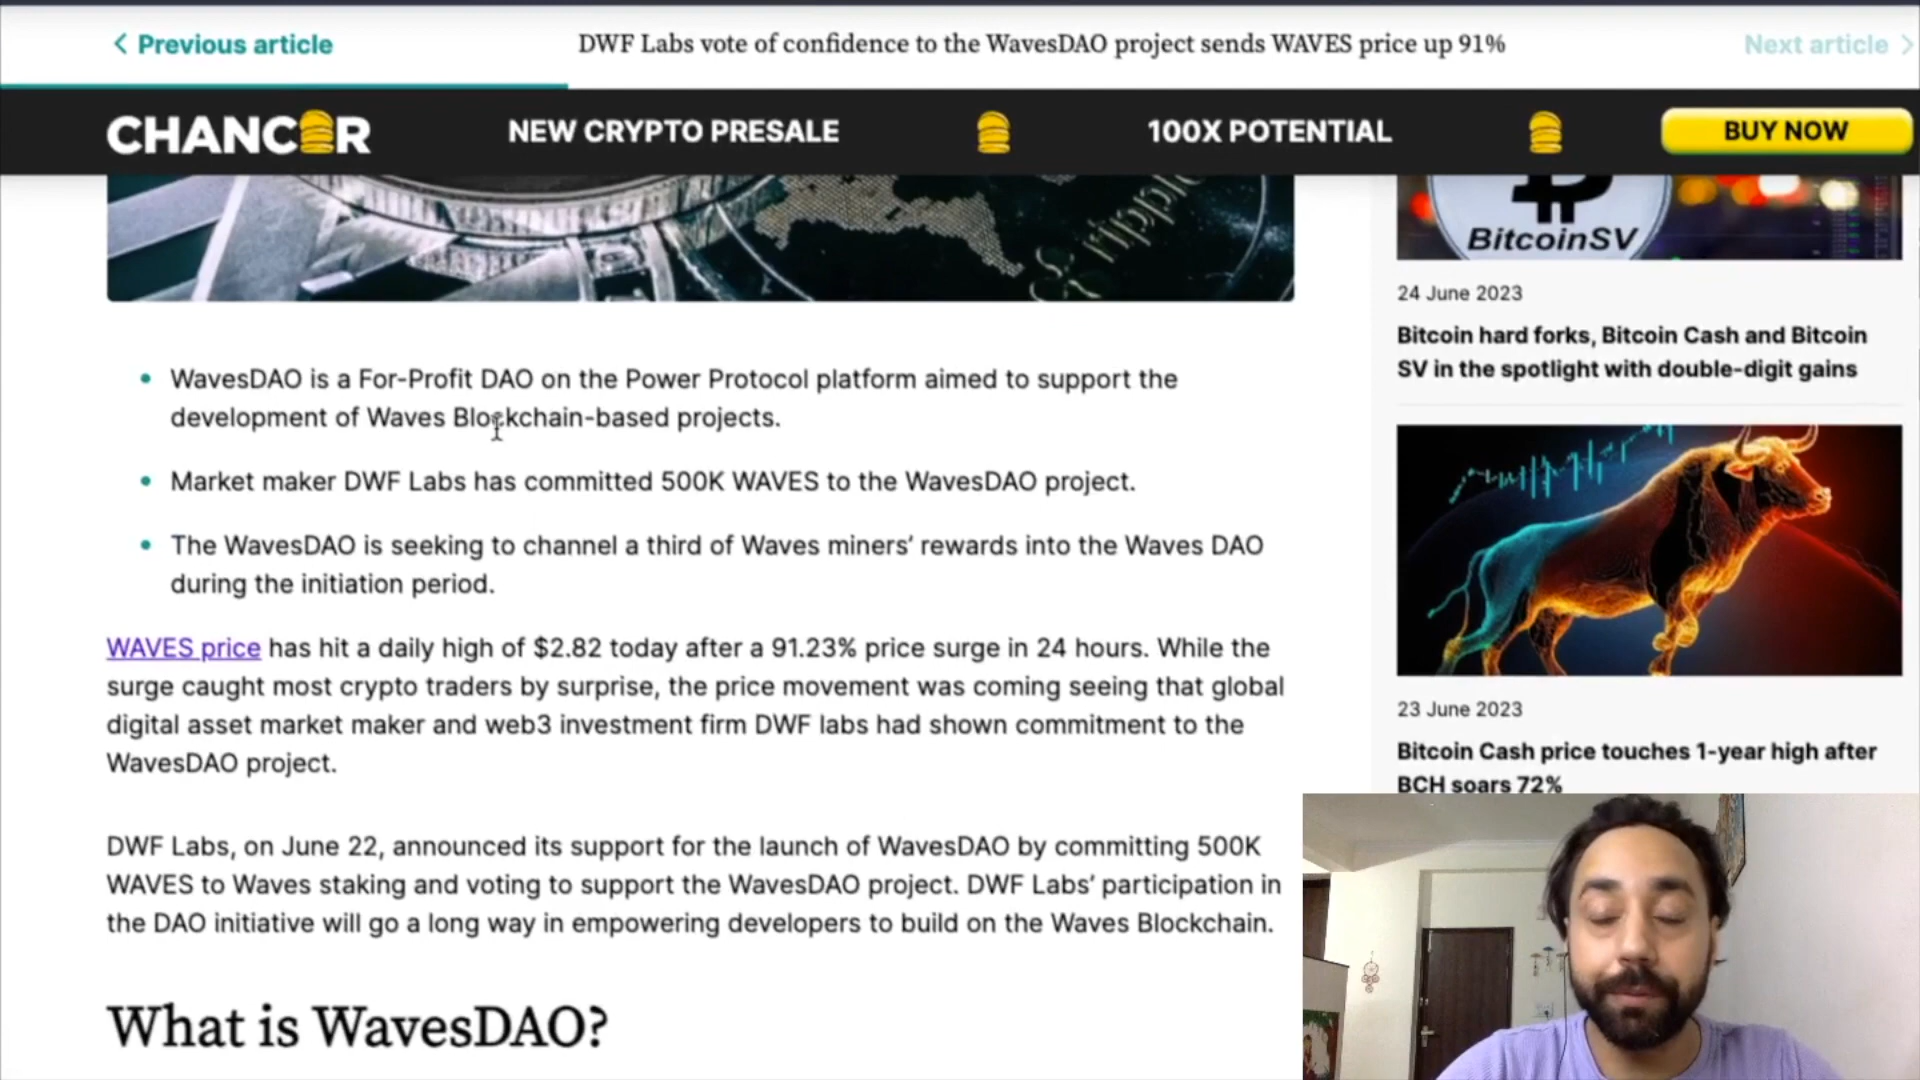 Previous article
DWF Labs vote of confidence to the WavesDAO project sends WAVES price up 91%
Next article
CHANCER
NEW CRYPTO PRESALE
100X POTENTIAL
BUY NOW
BitcoinSV
24 June 2023
Bitcoin hard forks, Bitcoin Cash and Bitcoin
SV in the spotlight with double-digit gains
WavesDAO is a For-Profit DAO on the Power Protocol platform aimed to support the
development of Waves Blockchain-based projects.
Market maker DWF Labs has committed 500K WAVES to the WavesDAO project.
The WavesDAO is seeking to channel a third of Waves miners’ rewards into the Waves DAO
during the initiation period.
WAVES price has hit a daily high of $2.82 today after a 91.23% price surge in 24 hours. While the
surge caught most crypto traders by surprise, the price movement was coming seeing that global
digital asset market maker and web3 investment firm DWF labs had shown commitment to the
WavesDAO project.
23 June 2023
Bitcoin Cash price touches 1-year high after
BCH soars 72%
DWF Labs, on June 22, announced its support for the launch of WavesDAO by committing 500K
WAVES to Waves staking and voting to support the WavesDAO project. DWF Labs’ participation in
the DAO initiative will go a long way in empowering developers to build on the Waves Blockchain.
What is WavesDAO?